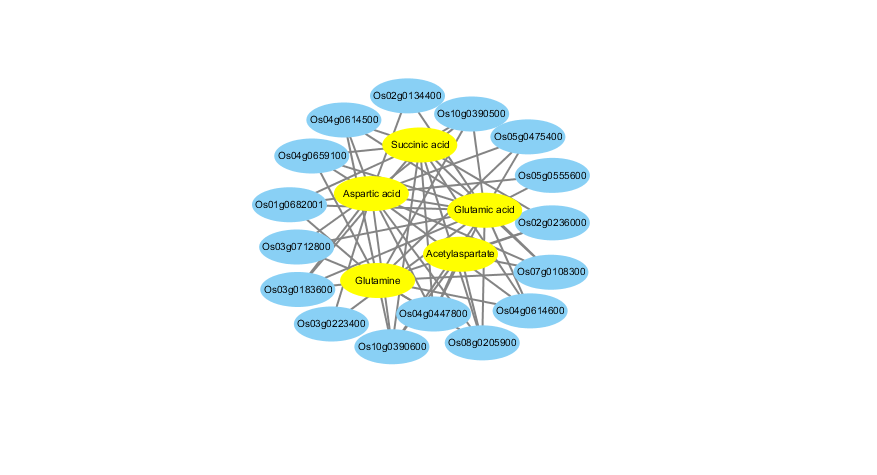 Os02g0134400
Os10g0390500
Os04g0614500
Os05g0475400
Succinic acid
Os04g0659100
Os05g0555600
Aspartic acid
Os01g0682001
Glutamic acid
Os02g0236000
Os03g0712800
Acetylaspartate
Os07g0108300
Glutamine
Os03g0183600
Os04g0614600
Os04g0447800
Os03g0223400
Os08g0205900
Os10g0390600